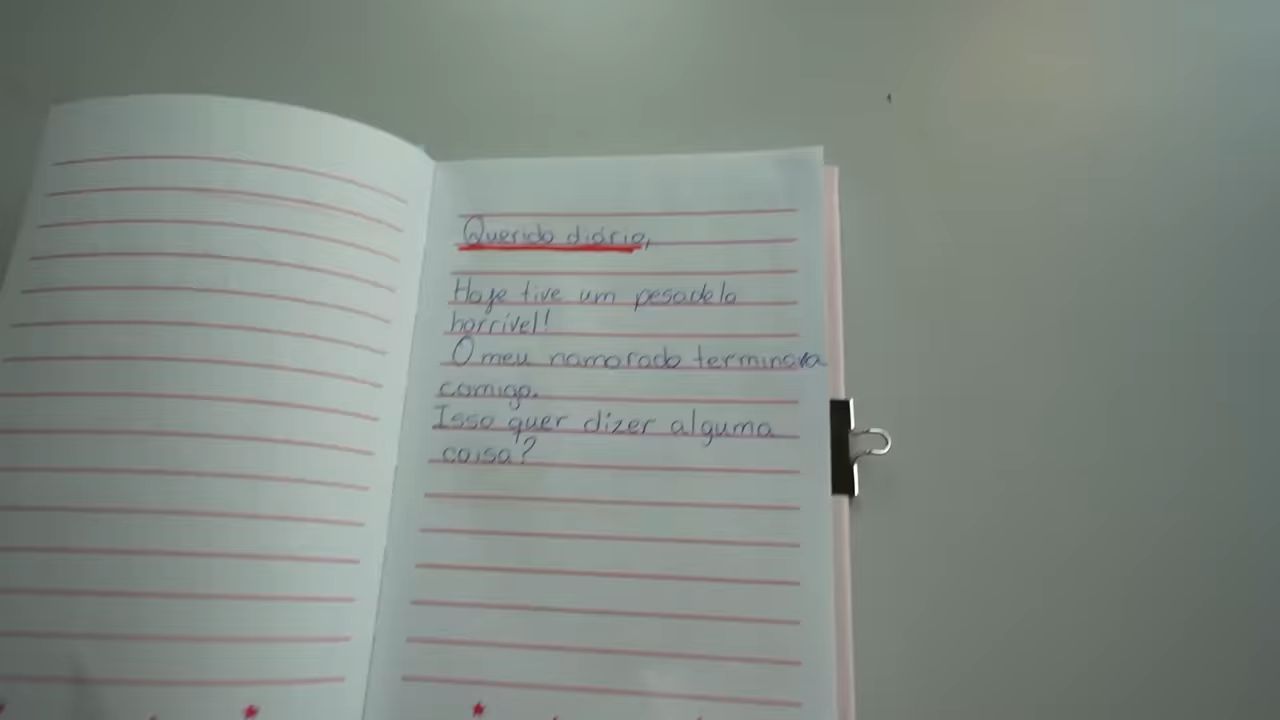 Querido diário,
Hoje tive um pesadelo
horrível!
O meu namorado terminava
comigo.
Isso quer dizer alguma
coisa?